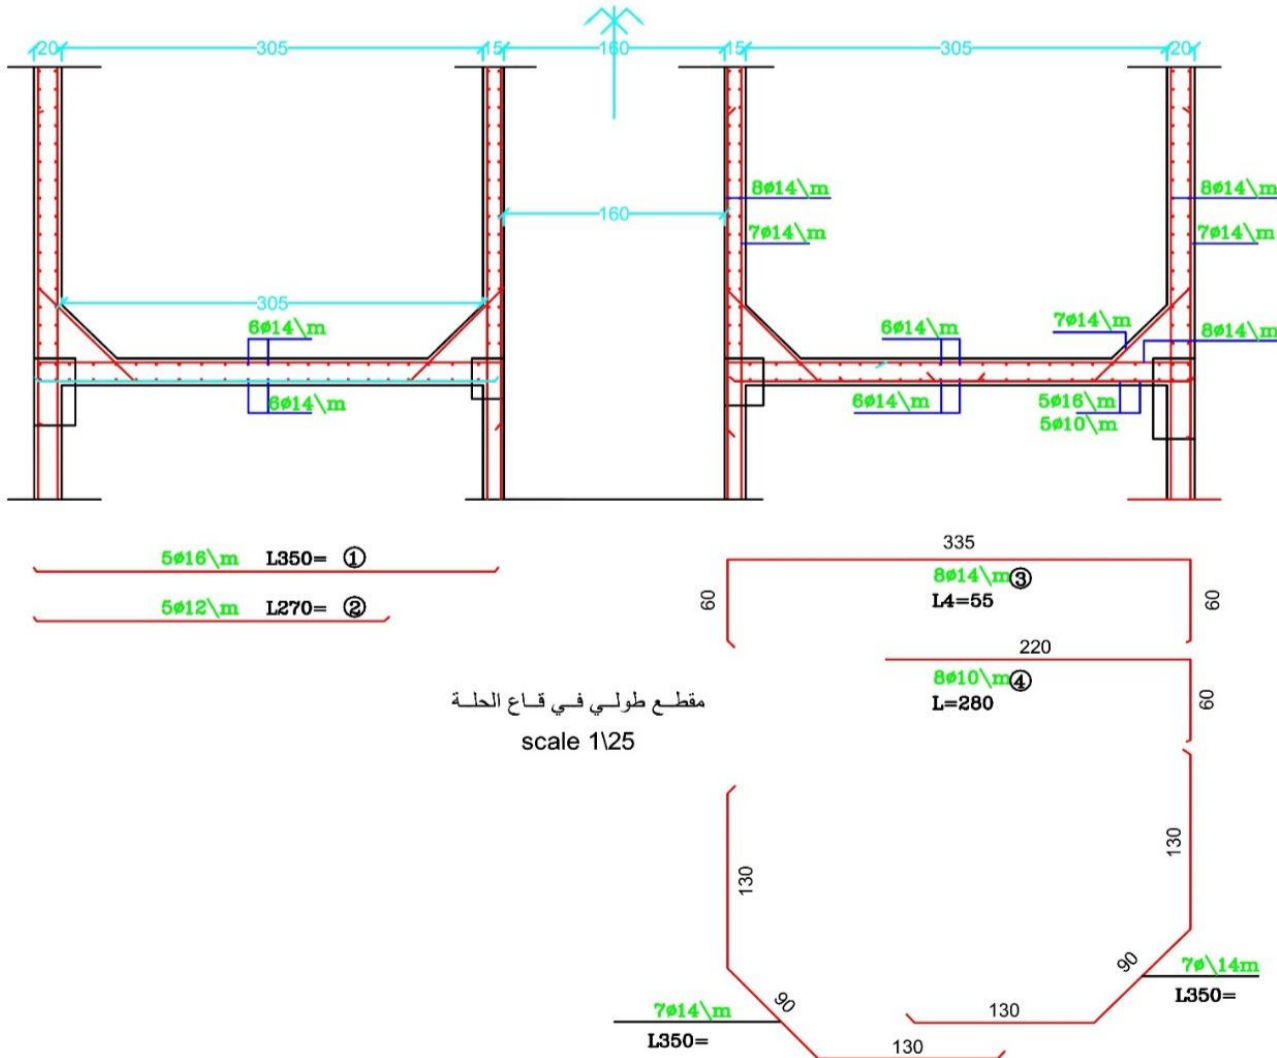 20 305 15 160 15 305 20
8ø14\m 8ø14\m
160
7ø14\m 7ø14\m
305
6ø14\m 6ø14\m 7ø14\m 8ø14\m
6ø14\m 6ø14\m 5ø16\m
5ø10\m
5ø16\m L350= ①
5ø12\m L270= ②
335
60 8ø14\m③ 60
L4=55
220
8ø10\m④ 60
L=280
مقطع طولي في قاع الحلة
scale 1\25
130 130
90 90
7ø\14m
L350=
7ø14\m 130
L350=
130